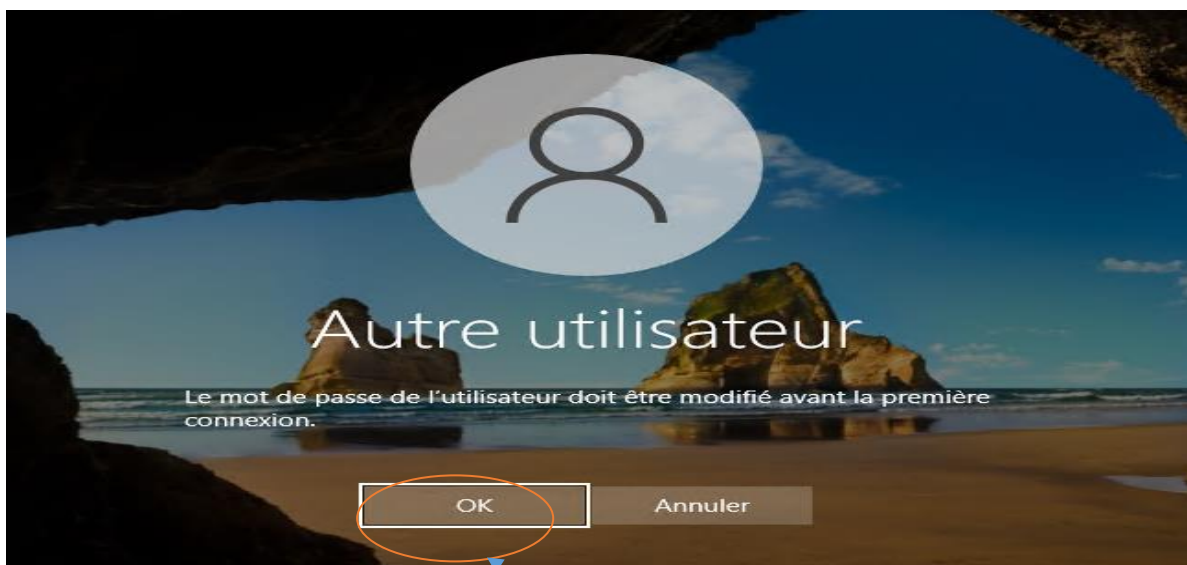 Autre utilisateur
Le mot de passe de l'utilisateur doit être modifié avant la première
connexion.
OK
Annuler